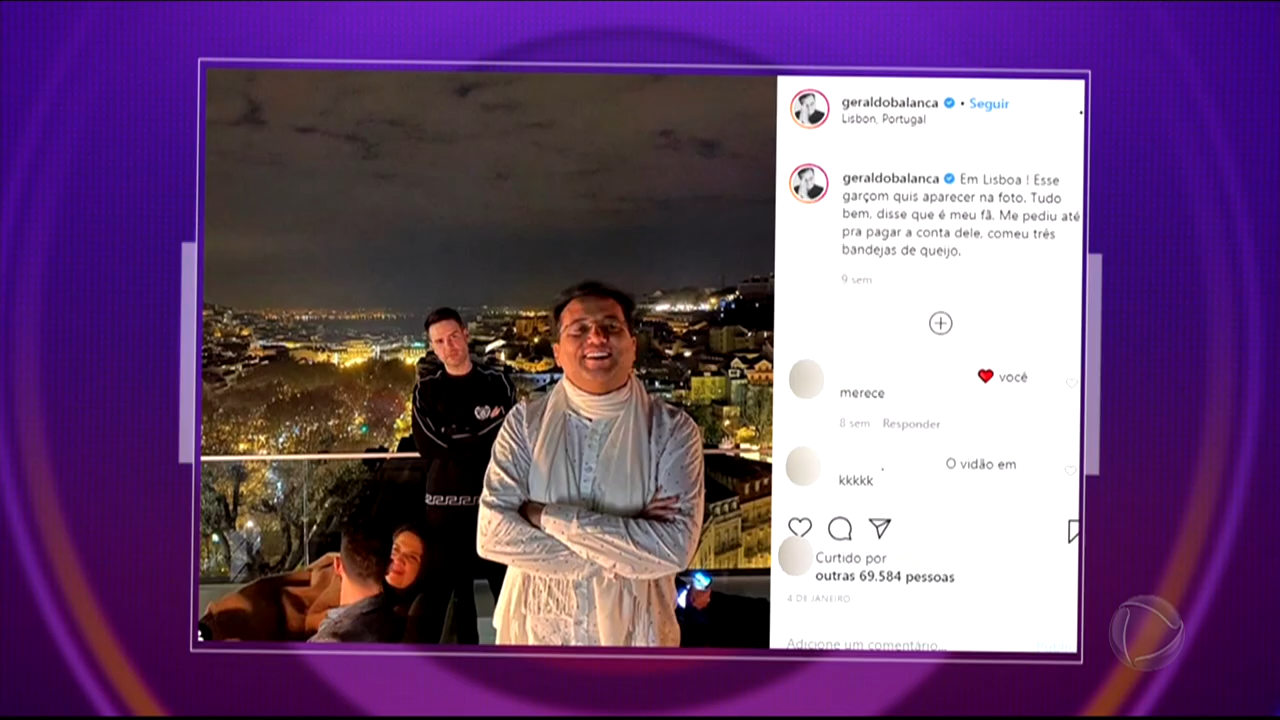 geraldobalanca • Seguir
Lisbon, Portugal
geraldobalanca Em Lisboa ! Esse
garçom quis aparecer na foto. Tudo
bem, disse que é meu fã. Me pediu até
pra pagar a conta dele, comeu três
bandejas de queijo.
9 sem
você
merece
8 sem Responder
O vidão em
kkkkk
Curtido por
outras 69.584 pessoas
4 DE JANEIRO
Adicione um comentário...